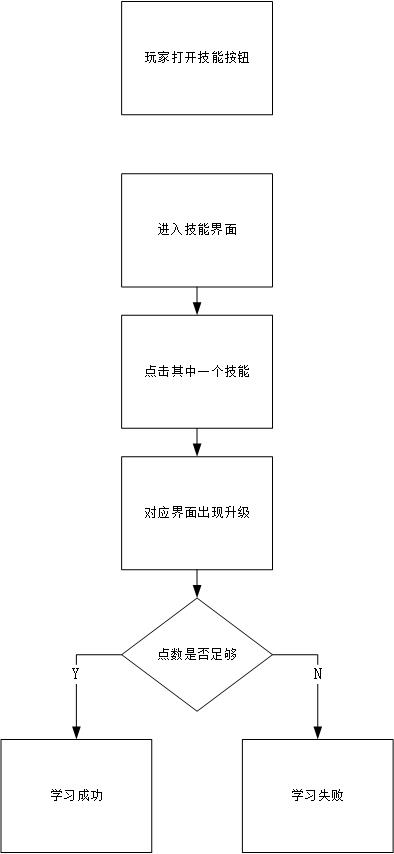 玩家打开技能按钮
进入技能界面
点击其中一个技能
对应界面出现升级
点数是否足够
Y
N
学习成功
学习失败